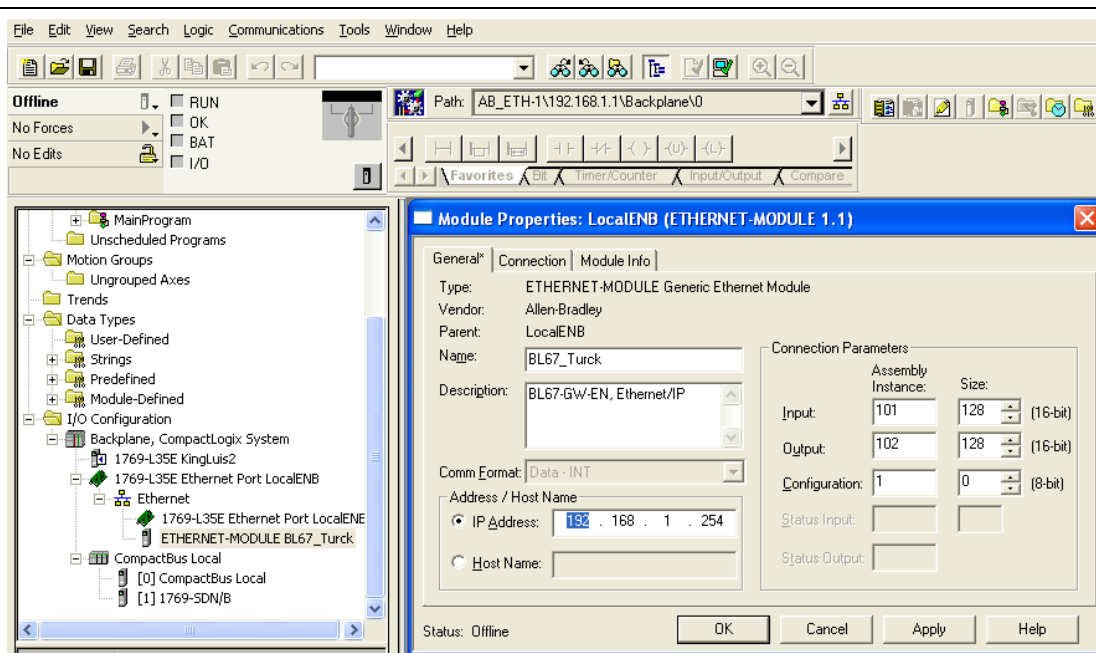 File Edit View Search Logic Communications Tools Window Help
Offline
RUN
No Forces
OK
No Edits
BAT
I/O
Path: AB_ETH-1\192.168.1.1\Backplane\0
Favorites Bit Timer/Counter Input/Output Compare
MainProgram
Unscheduled Programs
Motion Groups
Ungrouped Axes
Trends
Data Types
User-Defined
Strings
Predefined
Module-Defined
I/O Configuration
Backplane, CompactLogix System
1769-L35E KingLuis2
1769-L35E Ethernet Port LocalENB
Ethernet
1769-L35E Ethernet Port LocalENE
ETHERNET-MODULE BL67_Turck
CompactBus Local
[0] CompactBus Local
[1] 1769-SDN/B
Module Properties: LocalENB (ETHERNET-MODULE 1.1)
General* Connection Module Info
Type: ETHERNET-MODULE Generic Ethernet Module
Vendor: Allen-Bradley
Parent: LocalENB
Name: BL67_Turck
Description: BL67-GW-EN, Ethernet/IP
Comm Format: Data - INT
Address / Host Name
IP Address: 192 . 168 . 1 . 254
Host Name:
Connection Parameters
Assembly
Instance: Size:
Input: 101 128 (16-bit)
Output: 102 128 (16-bit)
Configuration: 1 0 (8-bit)
Status Input:
Status Output:
Status: Offline
OK Cancel Apply Help